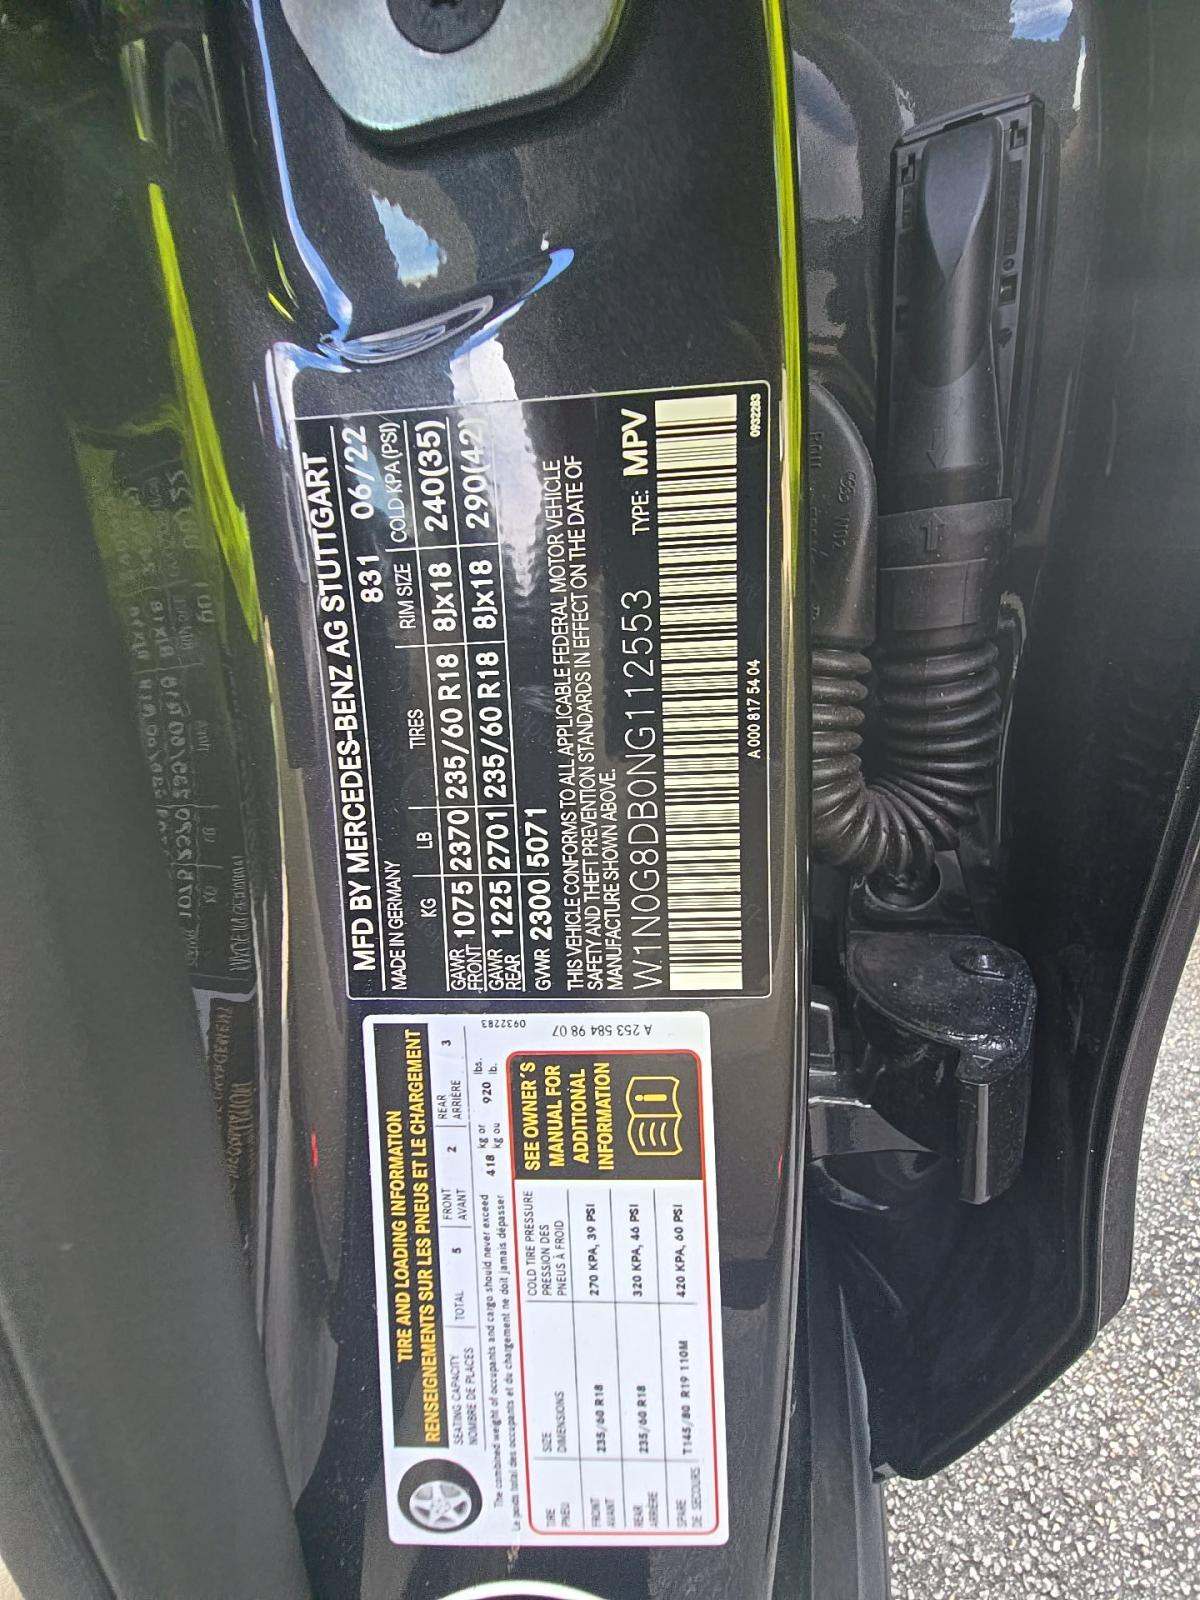 MFD BY MERCEDES-BENZ AG STUTTGART
MADE IN GERMANY 831 06/22
KG LB TIRES RIM SIZE COLD KPA (PSI)
GAWR FRONT 1075 2370 235/60 R18 8Jx18 240(35)
GAWR REAR 1225 2701 235/60 R18 8Jx18 290(42)
GVWR 2300 5071
THIS VEHICLE CONFORMS TO ALL APPLICABLE FEDERAL MOTOR VEHICLE
SAFETY AND THEFT PREVENTION STANDARDS IN EFFECT ON THE DATE OF
MANUFACTURE SHOWN ABOVE.
W1N0G8DB0NG112553 TYPE: MPV
A 000 817 54 04 0932283
TIRE AND LOADING INFORMATION
RENSEIGNEMENTS SUR LES PNEUS ET LE CHARGEMENT
SEATING CAPACITY
NOMBRE DE PLACES
TOTAL 5
FRONT
AVANT
2
REAR
ARRIÈRE
3
The combined weight of occupants and cargo should never exceed 418 kg or 920 lbs.
Le poids total des occupants et du chargement ne doit jamais dépasser kg ou lb.
0932283
TIRE
PNEU
SIZE
DIMENSIONS
COLD TIRE PRESSURE
PRESSION DES
PNEUS À FROID
FRONT
AVANT
235/60 R18
270 KPA, 39 PSI
REAR
ARRIÈRE
235/60 R18
320 KPA, 46 PSI
SPARE
DE SECOURS
T145/80 R19 110M
420 KPA, 60 PSI
SEE OWNER'S
MANUAL FOR
ADDITIONAL
INFORMATION
A 253 584 98 07